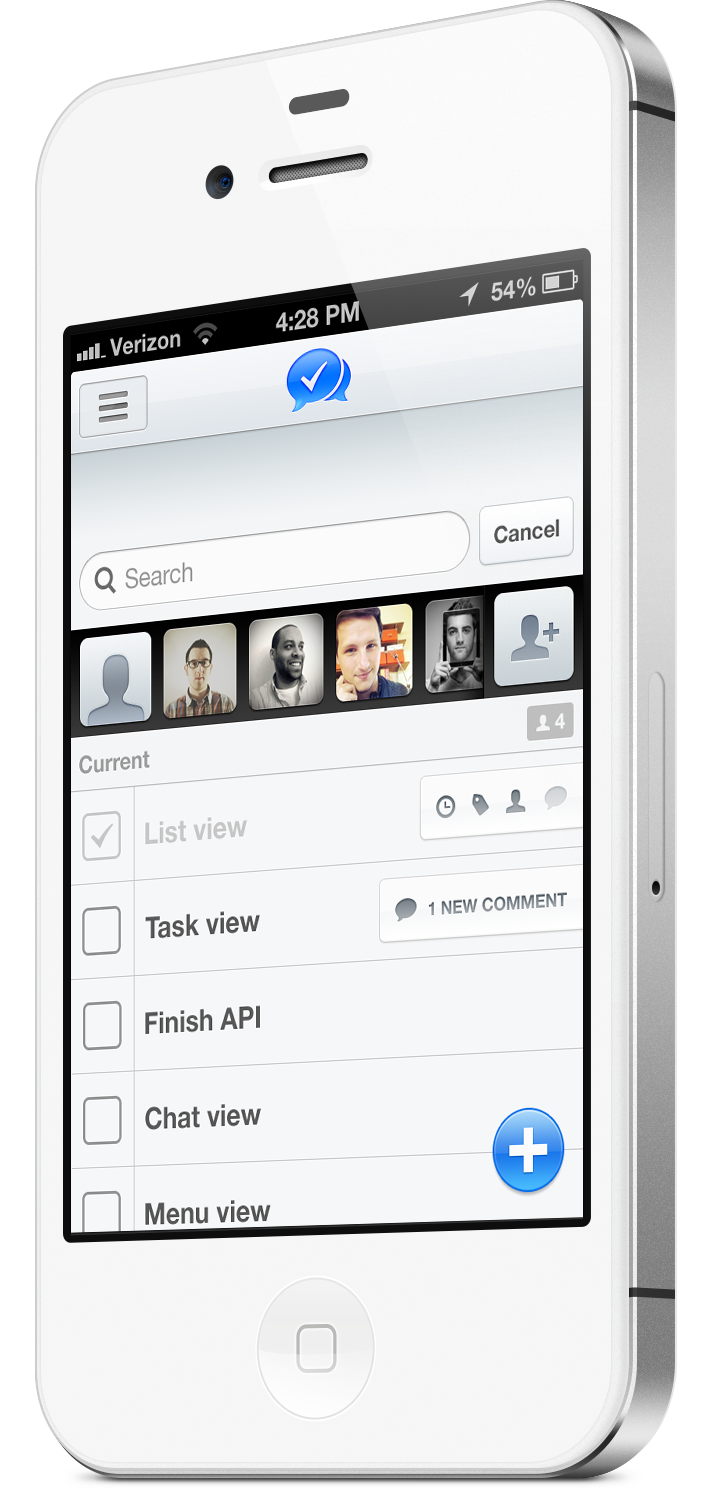 Verizon 4:28 PM 54%
Search Cancel
Current 4
List view
Task view 1 NEW COMMENT
Finish API
Chat view
Menu view